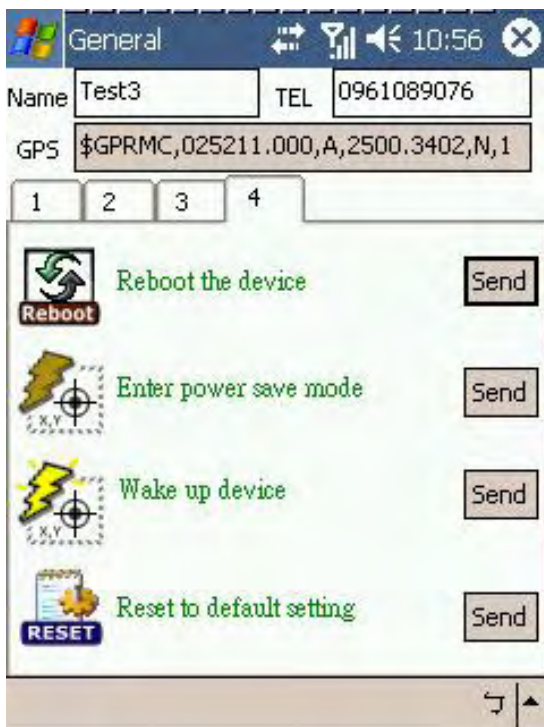 General 10:56
Name Test3 TEL 0961089076
GPS $GPRMC,025211.000,A,2500.3402,N,1
1 2 3 4
Reboot Reboot the device Send
X,Y Enter power save mode Send
X,Y Wake up device Send
RESET Reset to default setting Send
ㄅ